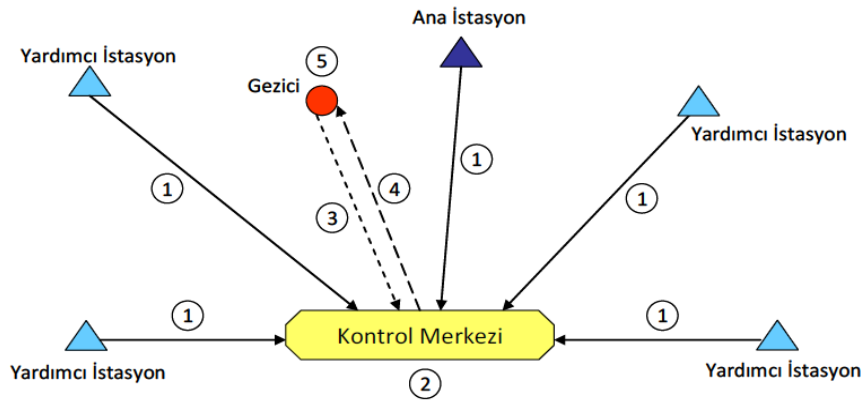 Ana İstasyon
Yardımcı İstasyon
5
Gezici
Yardımcı İstasyon
1
1
3
4
1
1
1
Kontrol Merkezi
1
Yardımcı İstasyon
2
Yardımcı İstasyon